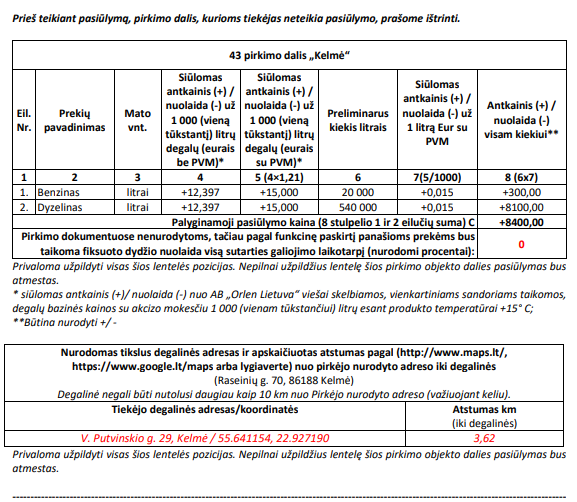 Prieš teikiant pasiūlymą, pirkimo dalis, kurioms tiekėjas neteikia pasiūlymo, prašome ištrinti.
43 pirkimo dalis „Kelmė“
Eil. Nr.
Prekių pavadinimas
Mato vnt.
Siūlomas antkainis (+) / nuolaida (-) už 1 000 (vieną tūkstantį) litrų degalų (eurais be PVM)*
Siūlomas antkainis (+) / nuolaida (-) už 1 000 (vieną tūkstantį) litrų degalų (eurais su PVM)*
Preliminarus kiekis litrais
Siūlomas antkainis (+) / nuolaida (-) už 1 litrą Eur su PVM
Antkainis (+) / nuolaida (-) visam kiekiui**
1 2 3 4 5 (4×1,21) 6 7(5/1000) 8 (6x7)
1. Benzinas litrai +12,397 +15,000 20 000 +0,015 +300,00
2. Dyzelinas litrai +12,397 +15,000 540 000 +0,015 +8100,00
Palyginamoji pasiūlymo kaina (8 stulpelio 1 ir 2 eilučių suma) C +8400,00
Pirkimo dokumentuose nenurodytoms, tačiau pagal funkcinę paskirtį panašioms prekėms bus
taikoma fiksuoto dydžio nuolaida visą sutarties galiojimo laikotarpį (nurodomi procentai): 0
Privaloma užpildyti visas šios lentelės pozicijas. Nepilnai užpildžius lentelę šios pirkimo objekto dalies pasiūlymas bus
atmestas.
* siūlomas antkainis (+)/ nuolaida (-) nuo AB „Orlen Lietuva“ viešai skelbiamos, vienkartiniams sandoriams taikomos,
degalų bazinės kainos su akcizo mokesčiu 1 000 (vienam tūkstančiui) litrų esant produkto temperatūrai +15° C;
**Būtina nurodyti +/ -
Nurodomas tikslus degalinės adresas ir apskaičiuotas atstumas pagal (http://www.maps.lt/,
https://www.google.lt/maps arba lygiaverte) nuo pirkėjo nurodyto adreso iki degalinės
(Raseinių g. 70, 86188 Kelmė)
Degalinė negali būti nutolusi daugiau kaip 10 km nuo Pirkėjo nurodyto adreso (važiuojant keliu).
Tiekėjo degalinės adresas/koordinatės
Atstumas km
(iki degalinės)
V. Putvinskio g. 29, Kelmė / 55.641154, 22.927190 3,62
Privaloma užpildyti visas šios lentelės pozicijas. Nepilnai užpildžius lentelę šios pirkimo objekto dalies pasiūlymas bus
atmestas.